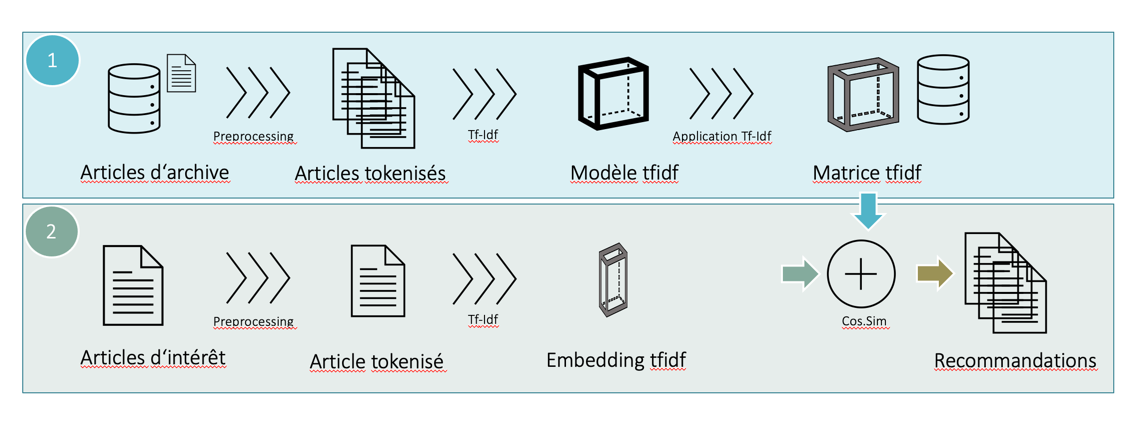 1
Preprocessing
Tf-Idf
Application Tf-Idf
Articles d‘archive
Articles tokenisés
Modèle tfidf
Matrice tfidf
2
Preprocessing
Tf-Idf
Cos.Sim
Articles d‘intérêt
Article tokenisé
Embedding tfidf
Recommandations